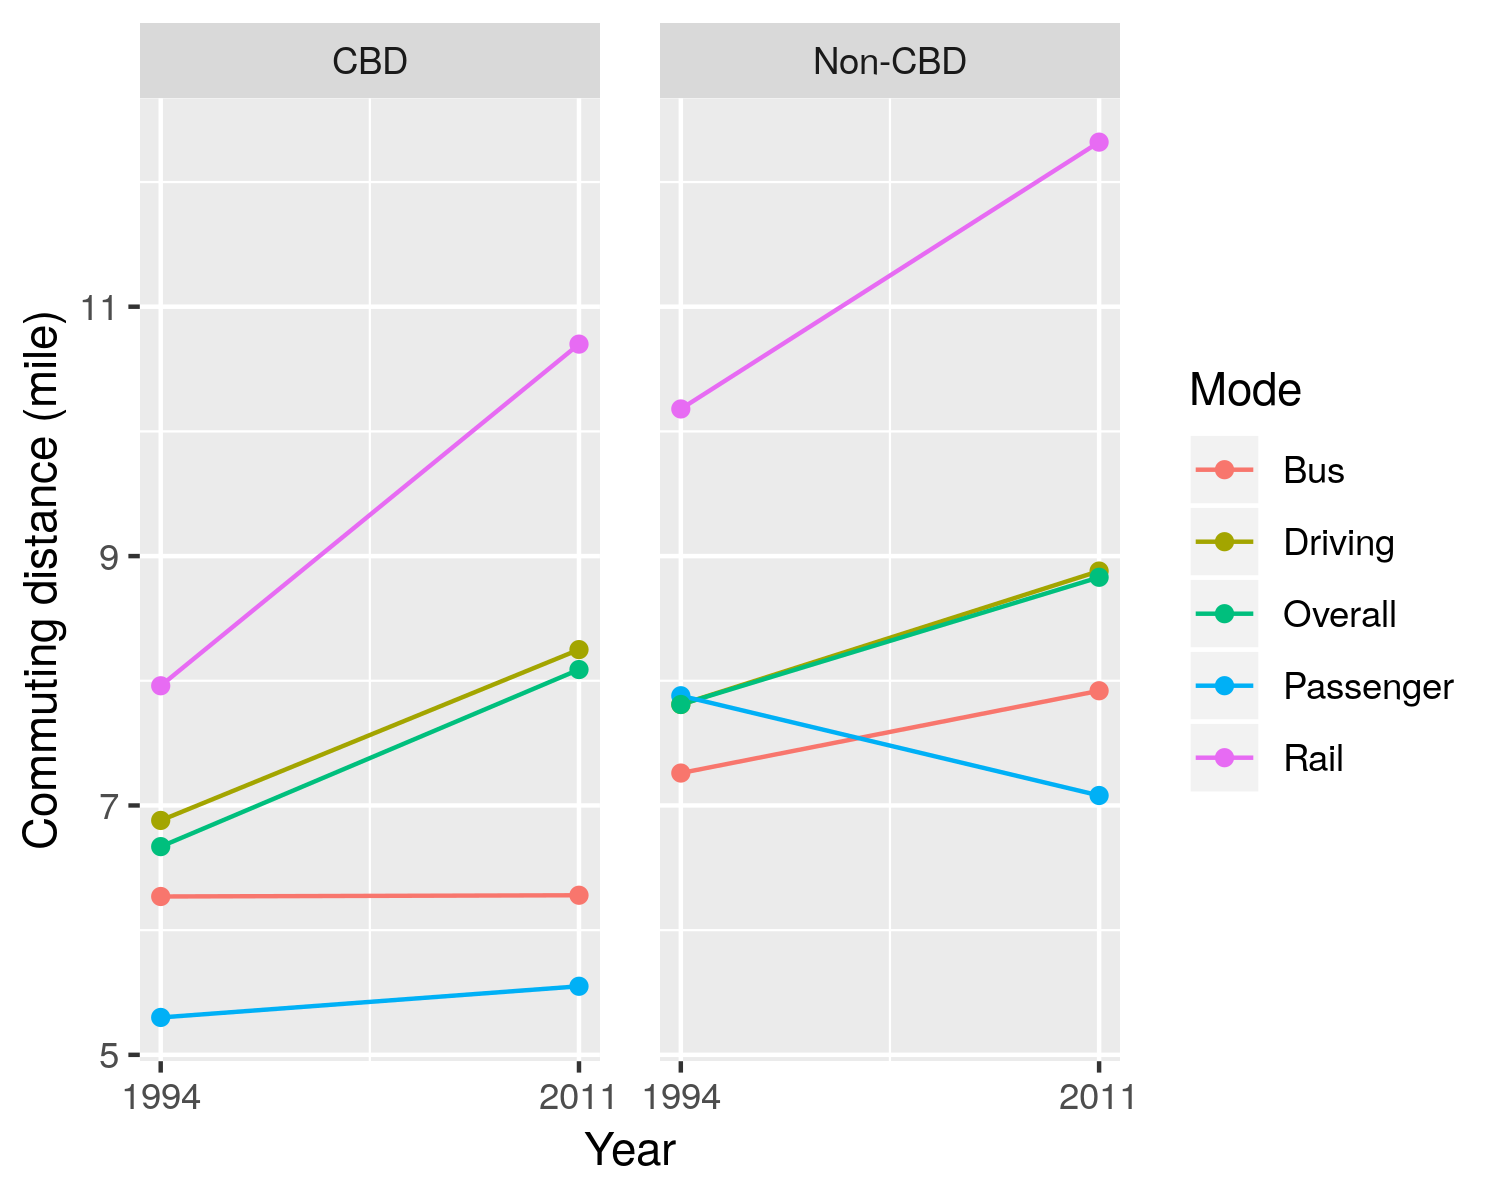 CBD
Non-CBD
Commuting distance (mile)
11
9
7
5
1994
2011
1994
2011
Year
Mode
Bus
Driving
Overall
Passenger
Rail